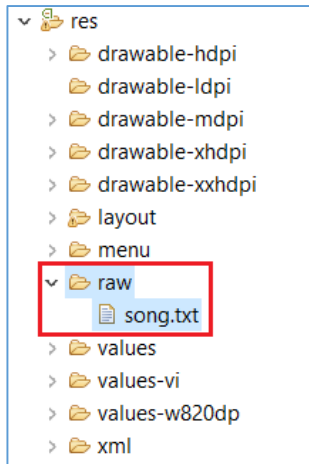 res
drawable-hdpi
drawable-ldpi
drawable-mdpi
drawable-xhdpi
drawable-xxhdpi
layout
menu
raw
song.txt
values
values-vi
values-w820dp
xml